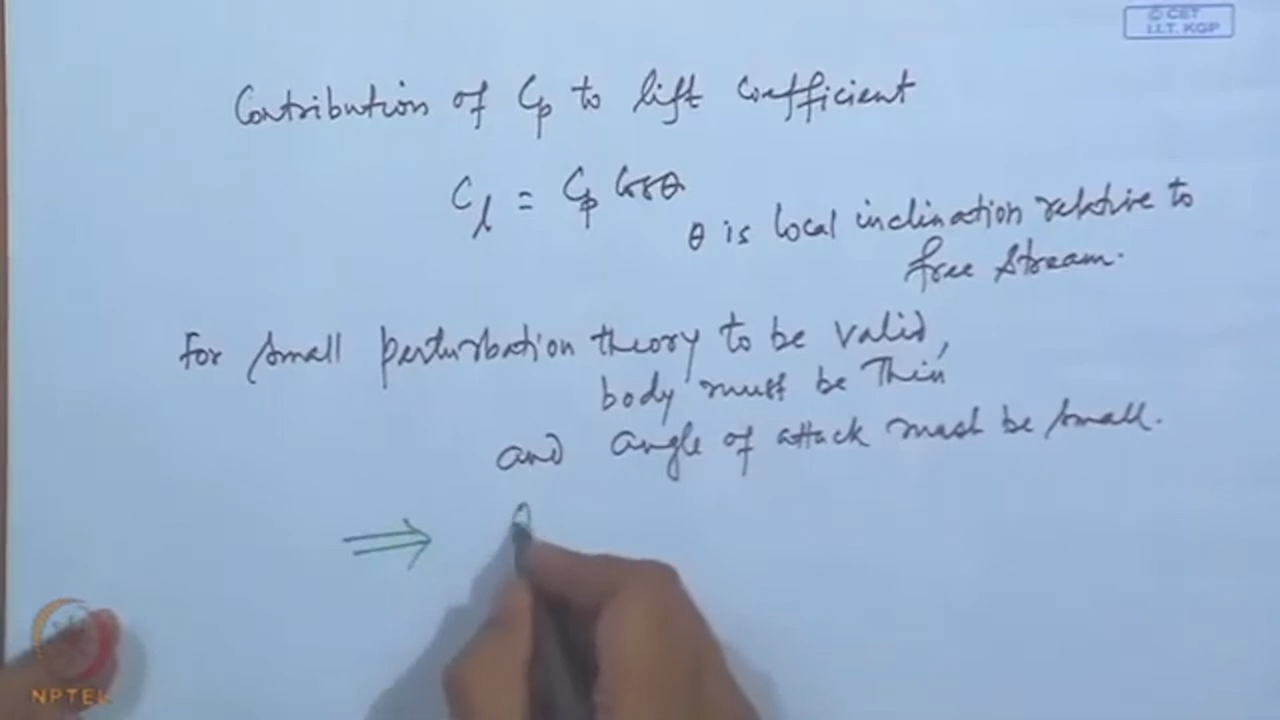 © CET
I.I.T. KGP
Contribution of Cp to lift coefficient
Cl = Cp Cosθ
θ is local inclination relative to
free stream.
For small perturbation theory to be valid,
body must be Thin
and angle of attack must be small.
⇒ θ
NPTEL